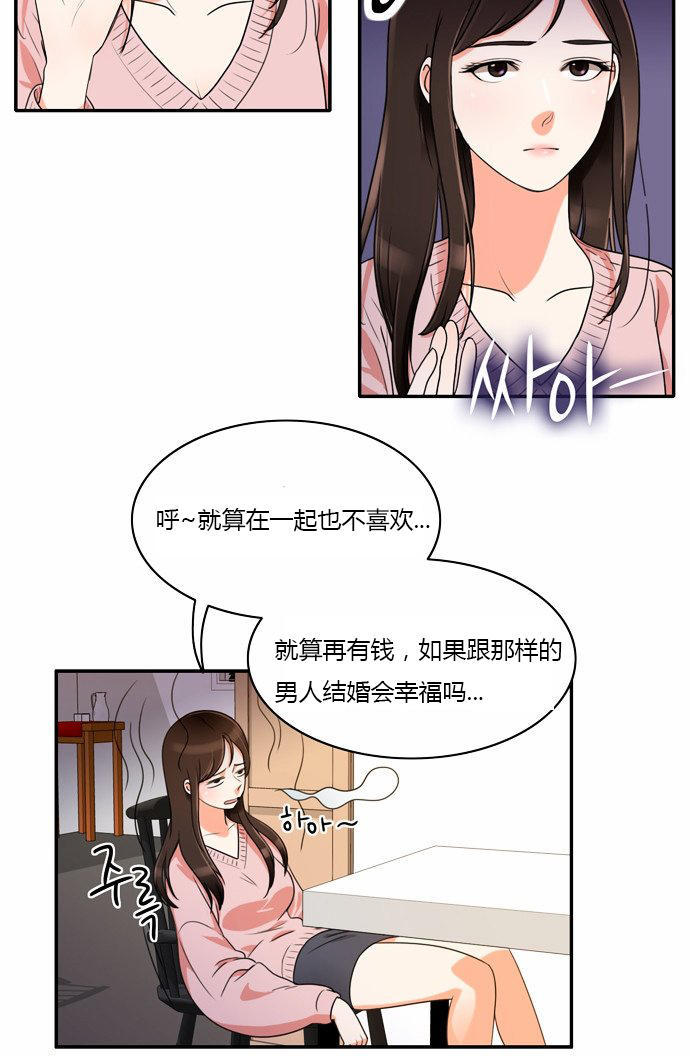 싸아
呼~就算在一起也不喜欢...
就算再有钱，如果跟那样的
男人结婚会幸福吗...
하아~
주륵